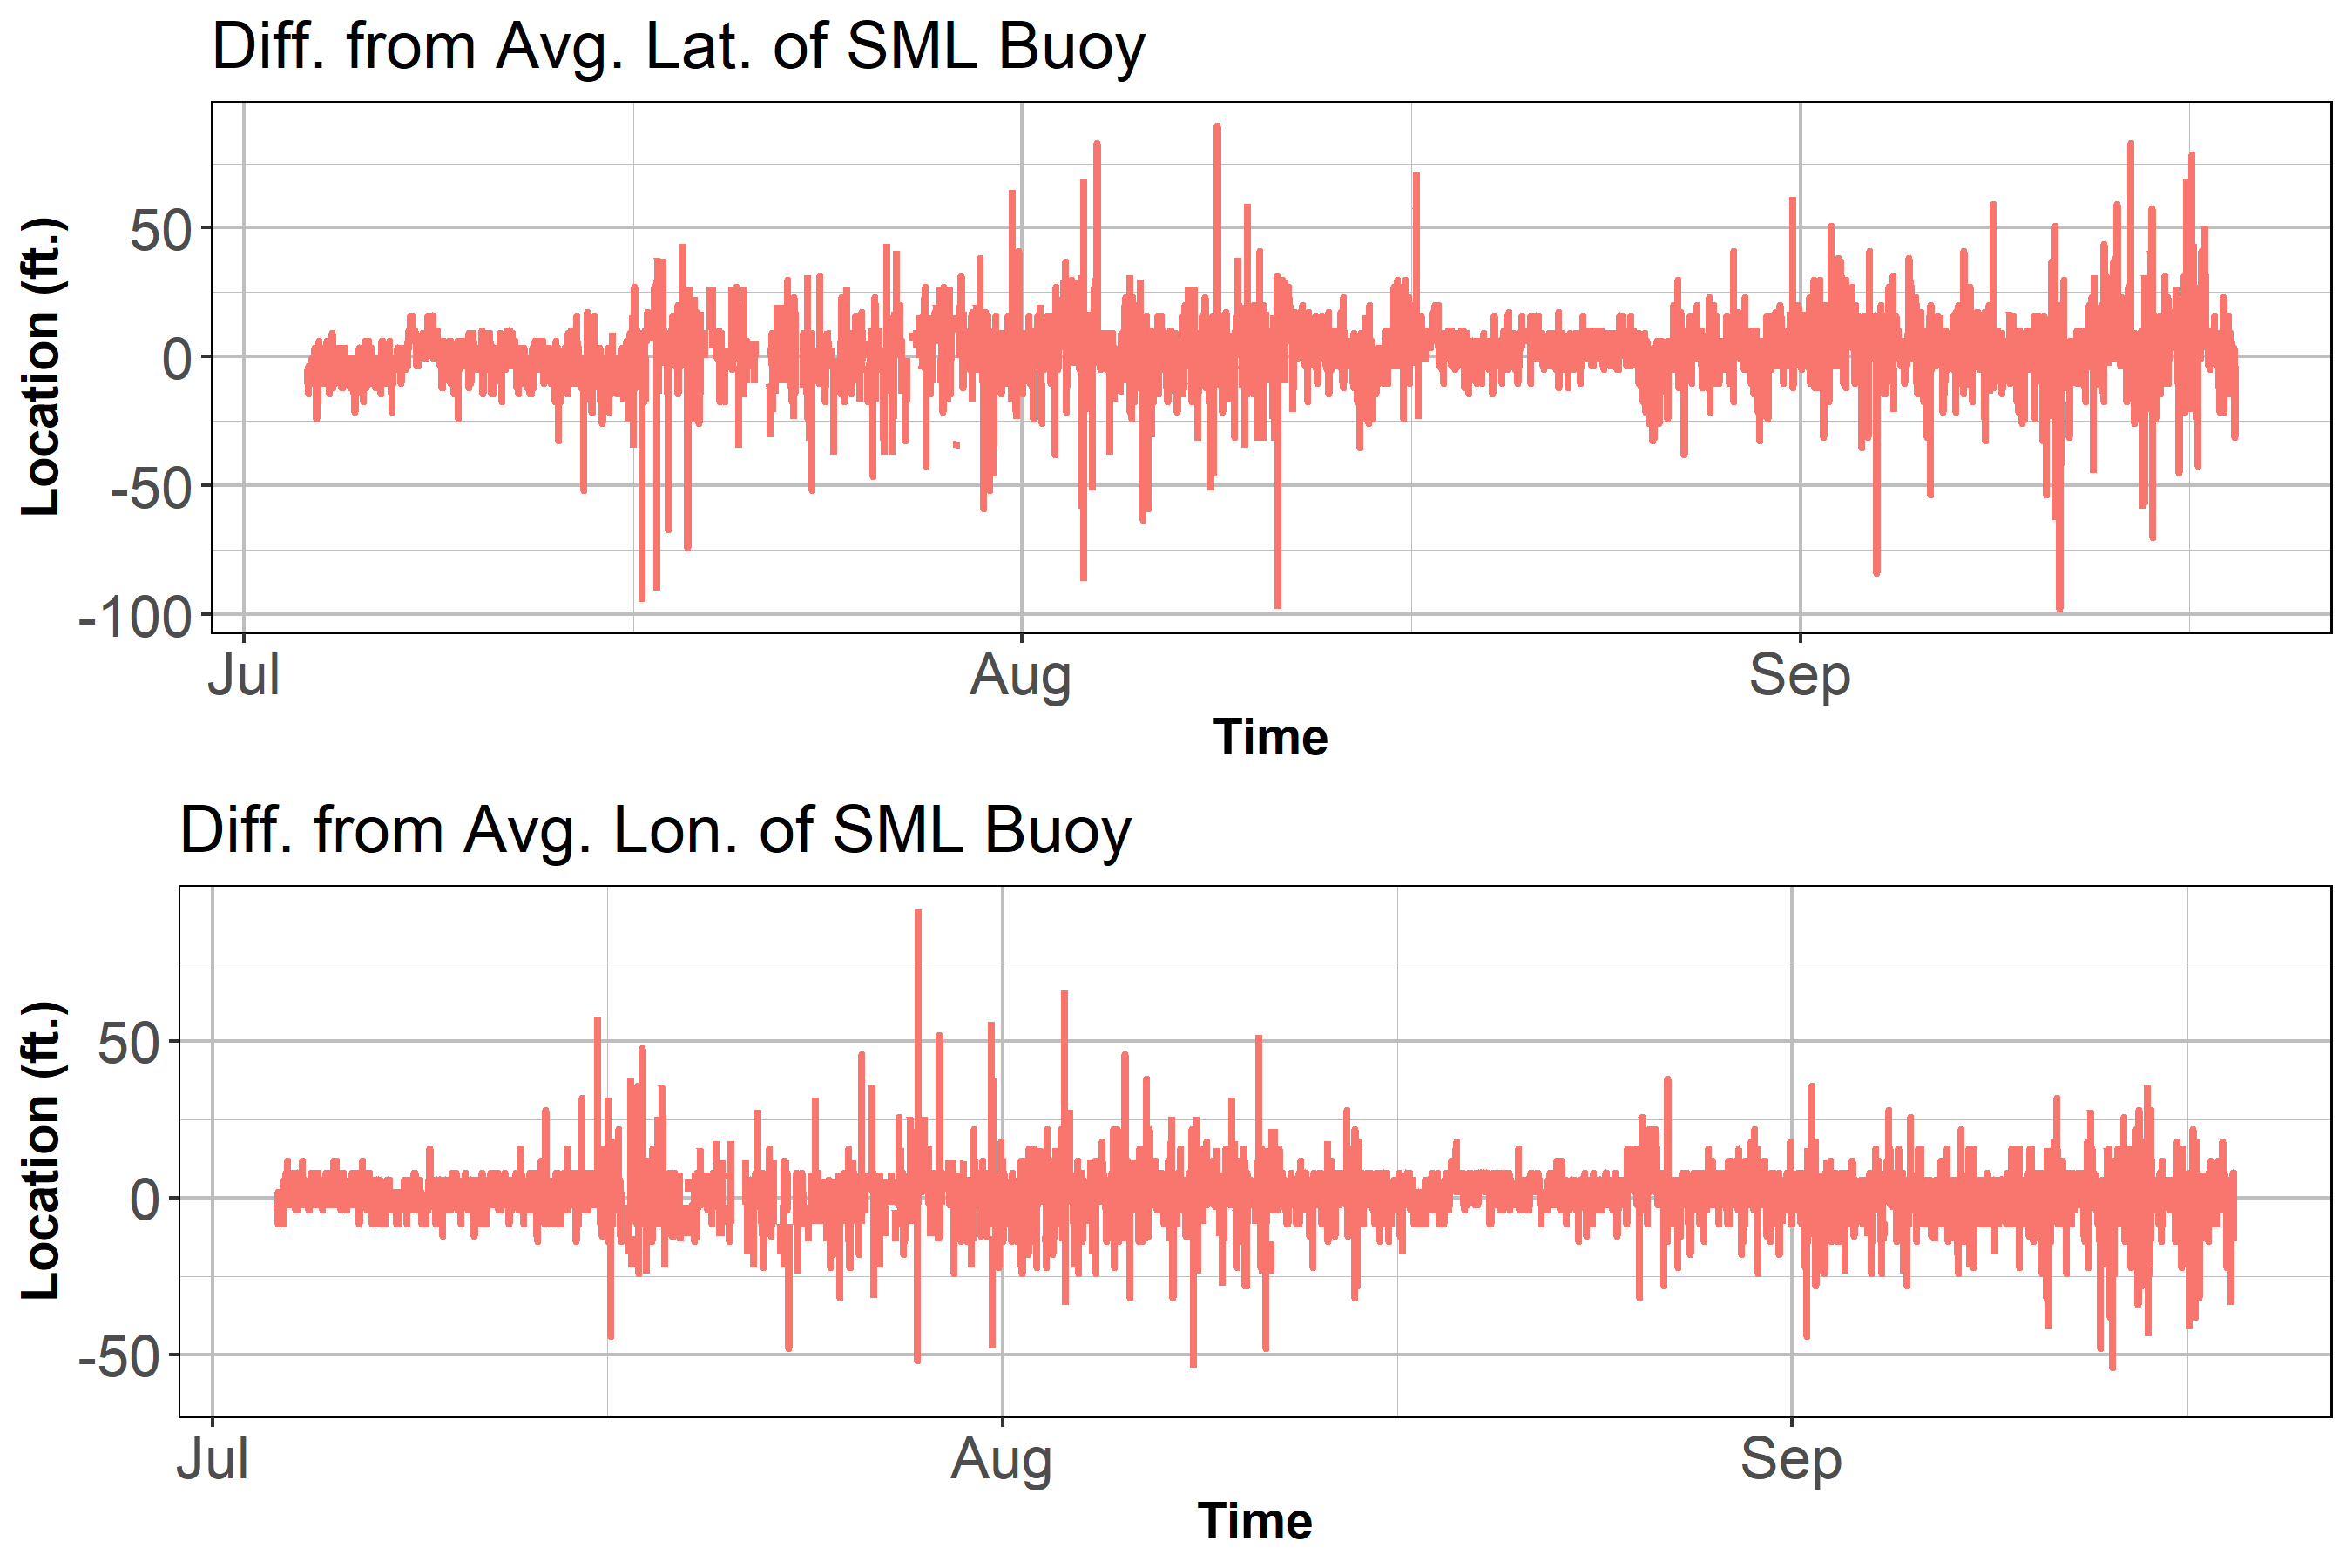 Diff. from Avg. Lat. of SML Buoy
Location (ft.)
50
0
-50
-100
Jul Aug Sep
Time
Diff. from Avg. Lon. of SML Buoy
Location (ft.)
50
0
-50
Jul Aug Sep
Time